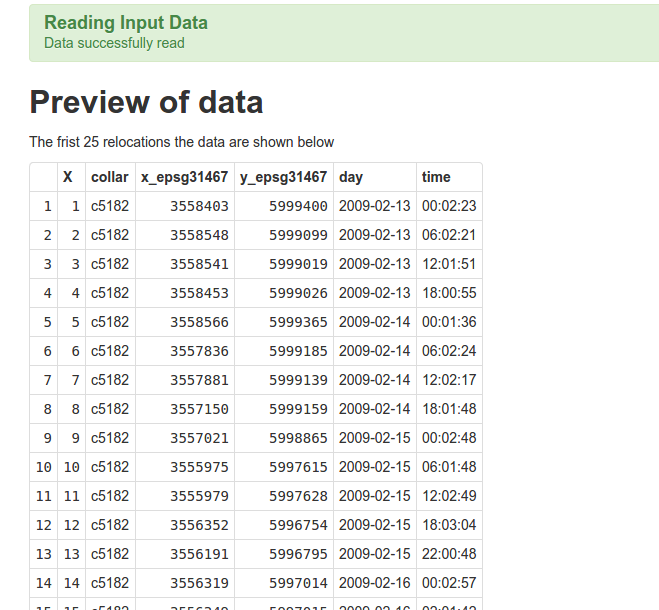 Reading Input Data
Data successfully read
Preview of data
The frist 25 relocations the data are shown below
X collar x_epsg31467 y_epsg31467 day time
1 1 c5182 3558403 5999400 2009-02-13 00:02:23
2 2 c5182 3558548 5999099 2009-02-13 06:02:21
3 3 c5182 3558541 5999019 2009-02-13 12:01:51
4 4 c5182 3558453 5999026 2009-02-13 18:00:55
5 5 c5182 3558566 5999365 2009-02-14 00:01:36
6 6 c5182 3557836 5999185 2009-02-14 06:02:24
7 7 c5182 3557881 5999139 2009-02-14 12:02:17
8 8 c5182 3557150 5999159 2009-02-14 18:01:48
9 9 c5182 3557021 5998865 2009-02-15 00:02:48
10 10 c5182 3555975 5997615 2009-02-15 06:01:48
11 11 c5182 3555979 5997628 2009-02-15 12:02:49
12 12 c5182 3556352 5996754 2009-02-15 18:03:04
13 13 c5182 3556191 5996795 2009-02-15 22:00:48
14 14 c5182 3556319 5997014 2009-02-16 00:02:57